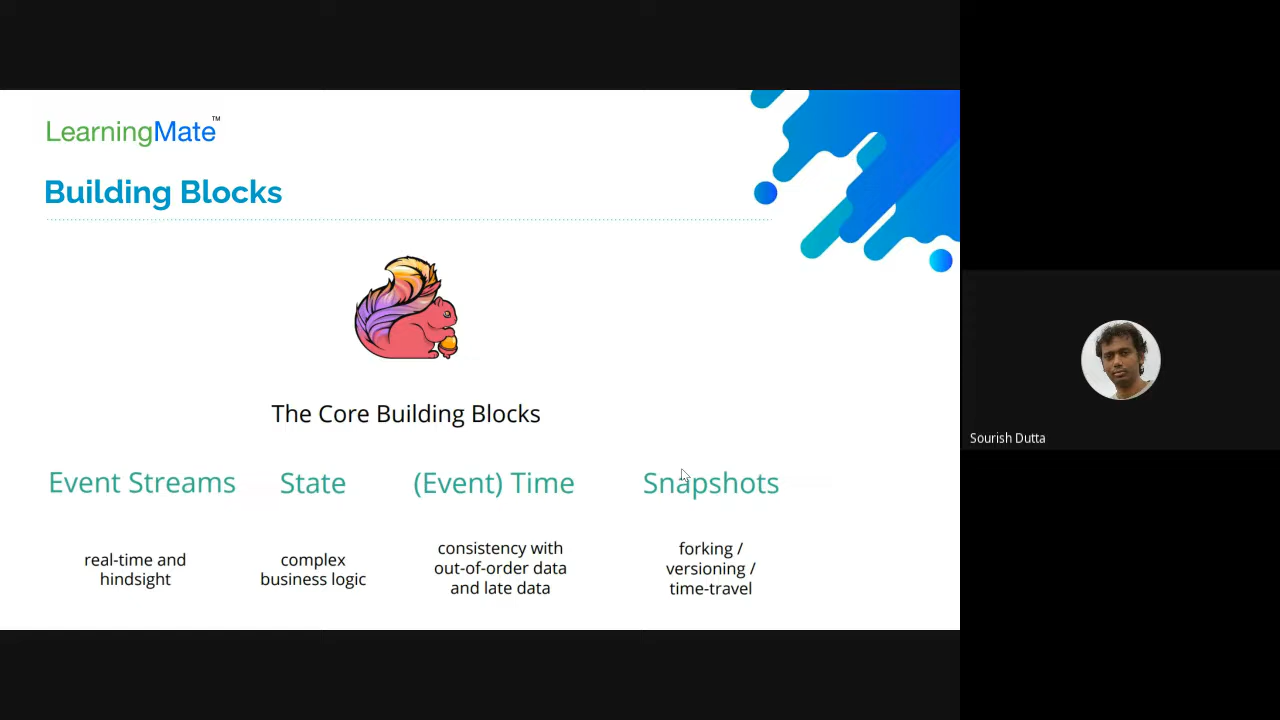 LearningMate™
Building Blocks
The Core Building Blocks
Event Streams
real-time and
hindsight
State
complex
business logic
(Event) Time
consistency with
out-of-order data
and late data
Snapshots
forking /
versioning /
time-travel
Sourish Dutta